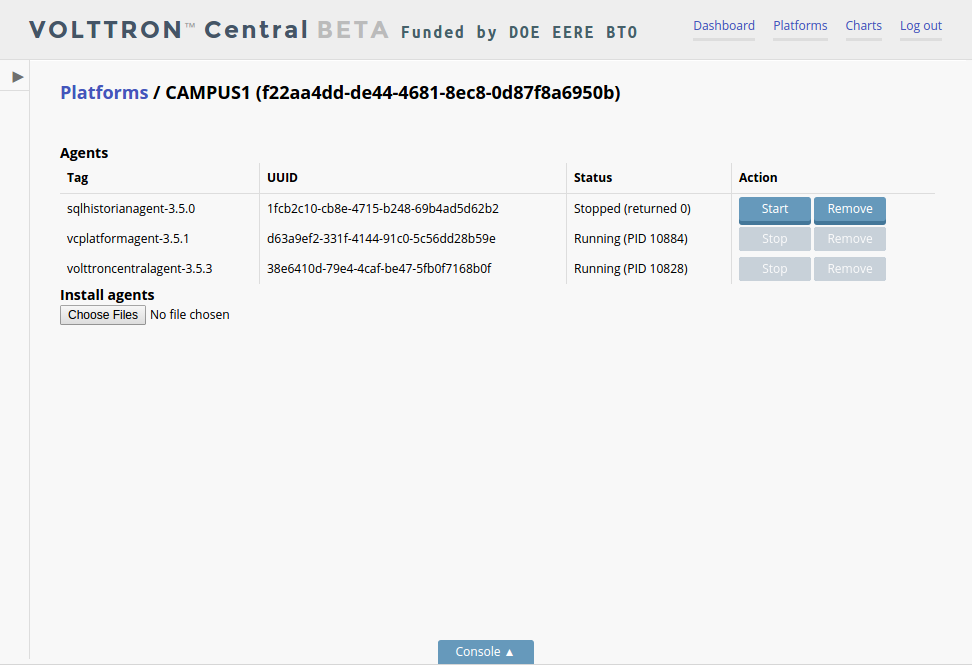 VOLTTRON™ Central BETA Funded by DOE EERE BTO Dashboard Platforms Charts Log out
▶
Platforms / CAMPUS1 (f22aa4dd-de44-4681-8ec8-0d87f8a6950b)
Agents
Tag UUID Status Action
sqlhistorianagent-3.5.0 1fcb2c10-cb8e-4715-b248-69b4ad5d62b2 Stopped (returned 0) Start Remove
vcplatformagent-3.5.1 d63a9ef2-331f-4144-91c0-5c56dd28b59e Running (PID 10884) Stop Remove
volttroncentralagent-3.5.3 38e6410d-79e4-4caf-be47-5fb0f7168b0f Running (PID 10828) Stop Remove
Install agents
Choose Files No file chosen
Console ▲